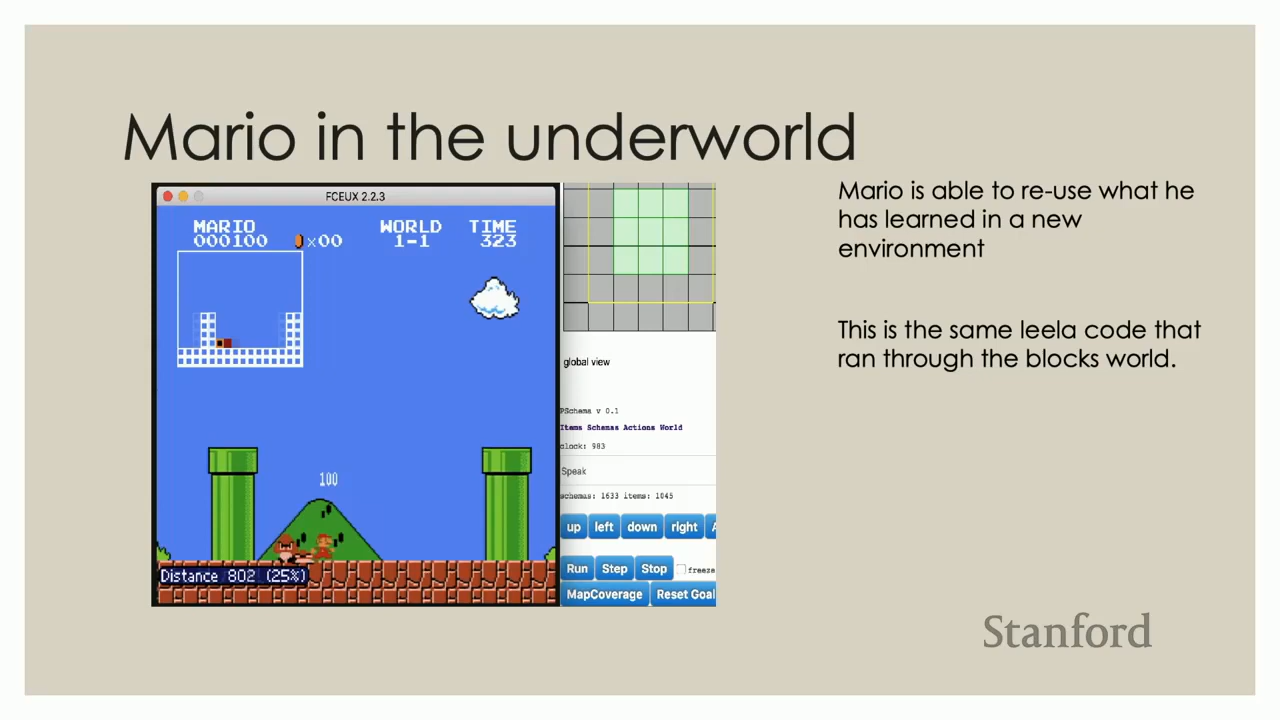 Mario in the underworld
FCEUX 2.2.3
MARIO WORLD TIME
000100 x00 1-1 323
100
Distance 802 (25%)
global view
PSchema v 0.1
Items Schemas Actions World
clock: 983
Speak
schemas: 1633 items: 1045
up left down right
Run Step Stop freeze
MapCoverage Reset Goal
Mario is able to re-use what he
has learned in a new
environment
This is the same leela code that
ran through the blocks world.
Stanford